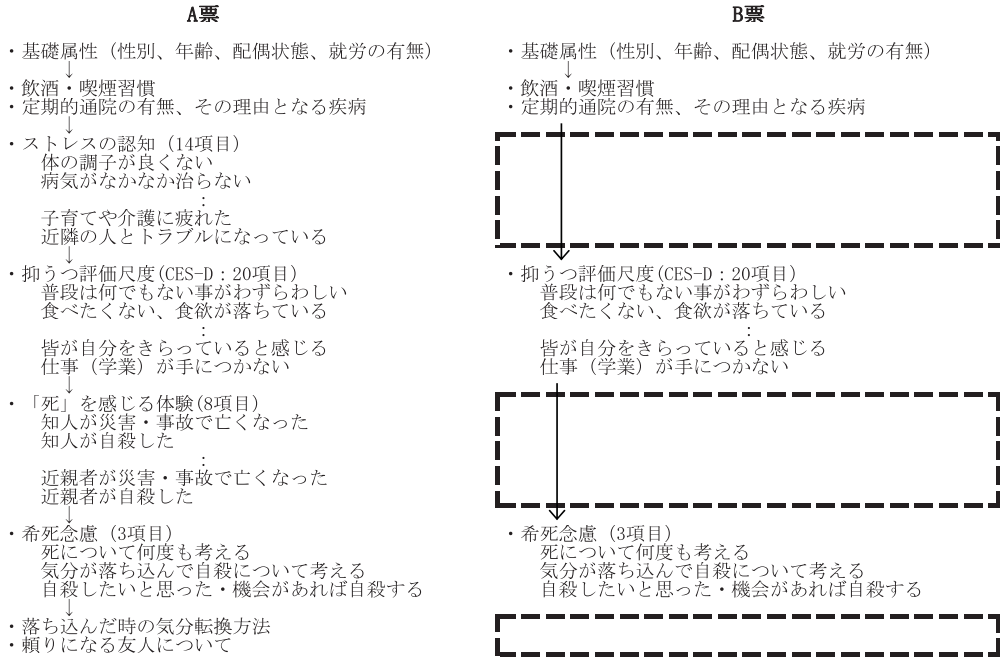 A票
・基礎属性（性別、年齢、配偶状態、就労の有無）
↓
・飲酒・喫煙習慣
・定期的通院の有無、その理由となる疾病
↓
・ストレスの認知（14項目）
体の調子が良くない
病気がなかなか治らない
：
子育てや介護に疲れた
近隣の人とトラブルになっている
↓
・抑うつ評価尺度(CES-D：20項目）
普段は何でもない事がわずらわしい
食べたくない、食欲が落ちている
：
皆が自分をきらっていると感じる
仕事（学業）が手につかない
↓
・「死」を感じる体験(8項目）
知人が災害・事故で亡くなった
知人が自殺した
：
近親者が災害・事故で亡くなった
近親者が自殺した
↓
・希死念慮（3項目）
死について何度も考える
気分が落ち込んで自殺について考える
自殺したいと思った・機会があれば自殺する
↓
・落ち込んだ時の気分転換方法
・頼りになる友人について
B票
・基礎属性（性別、年齢、配偶状態、就労の有無）
↓
・飲酒・喫煙習慣
・定期的通院の有無、その理由となる疾病
・抑うつ評価尺度(CES-D：20項目）
普段は何でもない事がわずらわしい
食べたくない、食欲が落ちている
：
皆が自分をきらっていると感じる
仕事（学業）が手につかない
・希死念慮（3項目）
死について何度も考える
気分が落ち込んで自殺について考える
自殺したいと思った・機会があれば自殺する